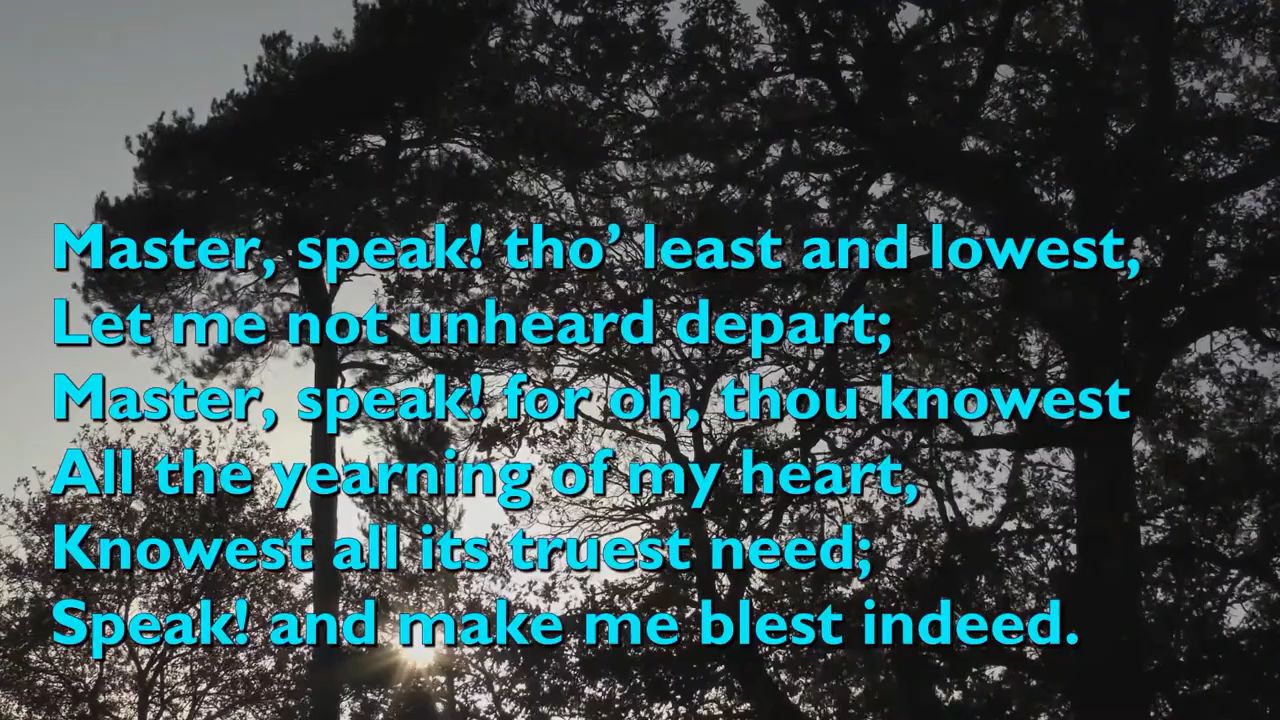 Master, speak! tho’ least and lowest,
Let me not unheard depart;
Master, speak! for oh, thou knowest
All the yearning of my heart,
Knowest all its truest need;
Speak! and make me blest indeed.